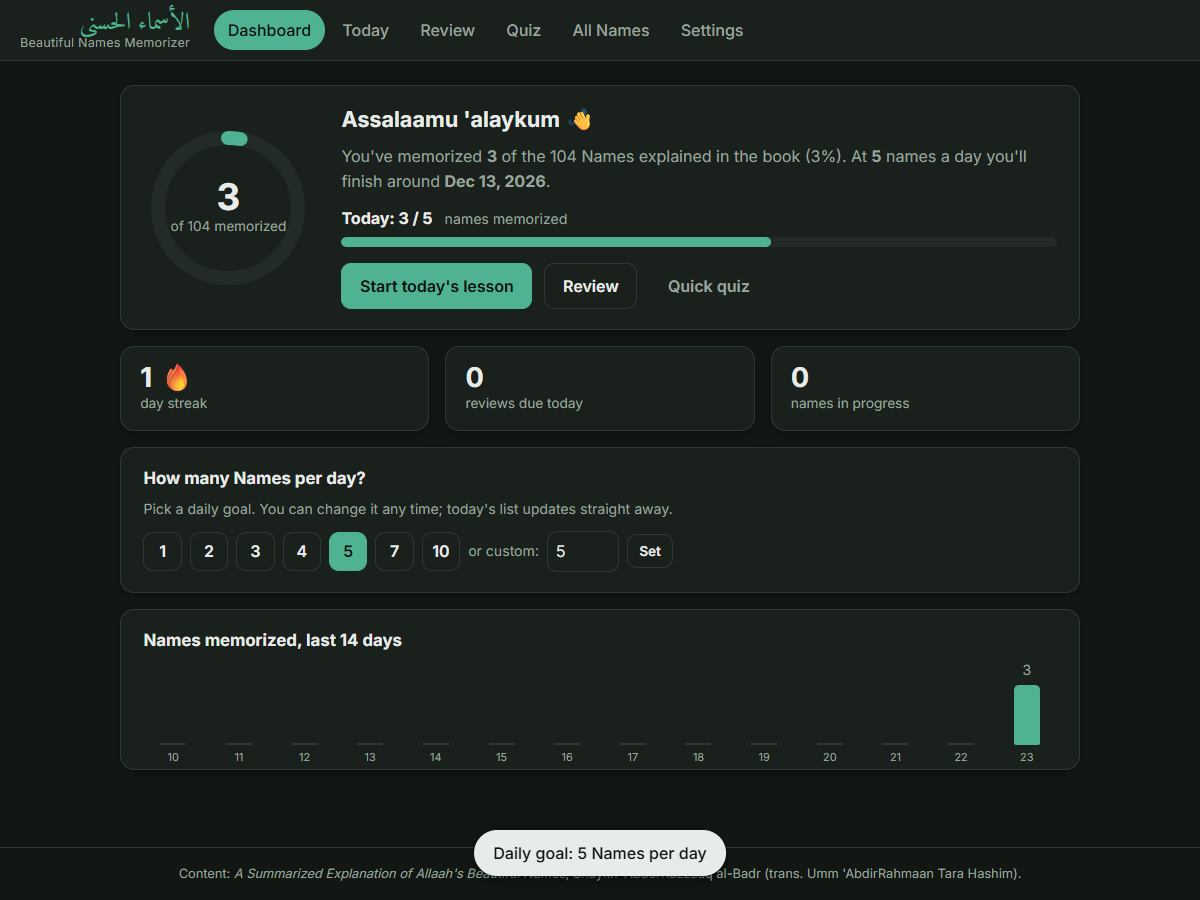 الأسماء الحسنى
Beautiful Names Memorizer
Dashboard Today Review Quiz All Names Settings
3
of 104 memorized
Assalaamu 'alaykum 👋
You've memorized 3 of the 104 Names explained in the book (3%). At 5 names a day you'll
finish around Dec 13, 2026.
Today: 3 / 5 names memorized
Start today's lesson Review Quick quiz
1 🔥
day streak
0
reviews due today
0
names in progress
How many Names per day?
Pick a daily goal. You can change it any time; today's list updates straight away.
1 2 3 4 5 7 10 or custom: 5 Set
Names memorized, last 14 days
3
10 11 12 13 14 15 16 17 18 19 20 21 22 23
Daily goal: 5 Names per day
Content: A Summarized Explanation of Allaah's Beautiful Names, al-Badr (trans. Umm 'AbdirRahmaan Tara Hashim).